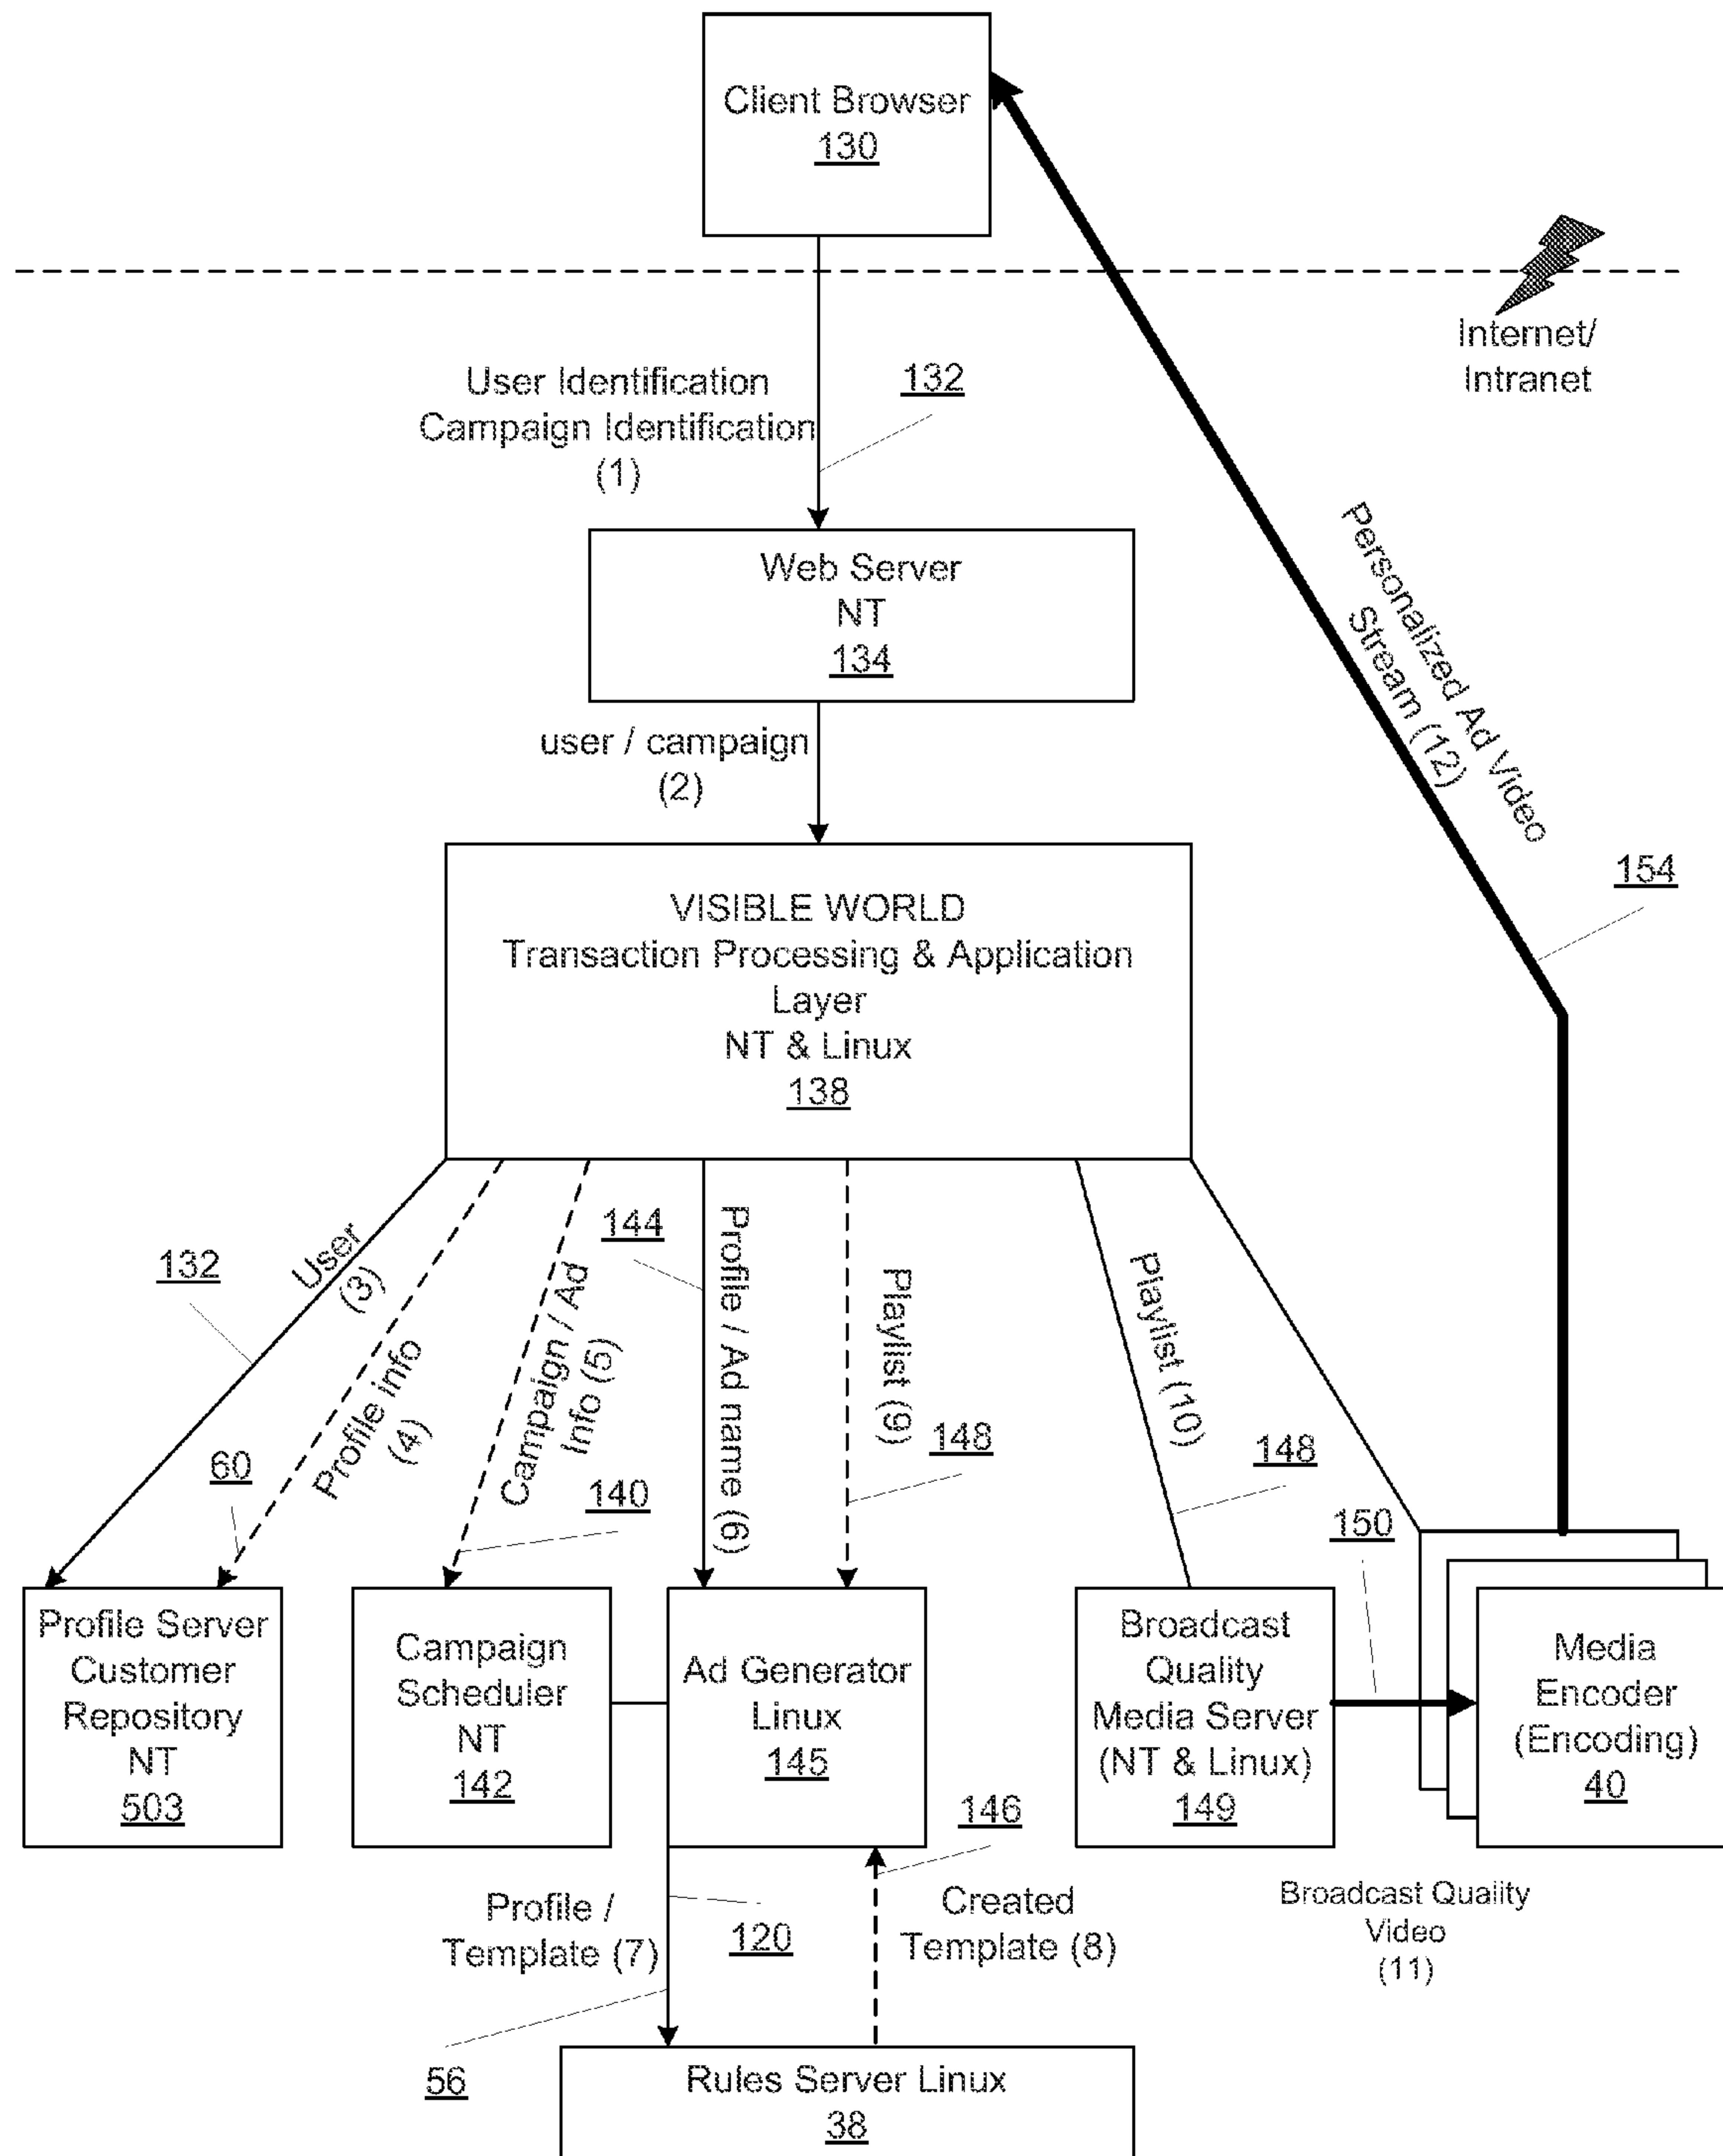 Client Browser
130
Internet/
Intranet
User Identification
Campaign Identification
(1)
132
Web Server
NT
134
user / campaign
(2)
Personalized Ad Video
Stream (12)
154
VISIBLE WORLD
Transaction Processing & Application
Layer
NT & Linux
138
132
User
(3)
60
Profile info
(4)
Campaign / Ad
Info (5)
140
144
Profile / Ad name (6)
Playlist (9)
148
Playlist (10)
148
150
Profile Server
Customer
Repository
NT
503
Campaign
Scheduler
NT
142
Ad Generator
Linux
145
Broadcast
Quality
Media Server
(NT & Linux)
149
Media
Encoder
(Encoding)
40
Profile /
Template (7)
120
146
Created
Template (8)
Broadcast Quality
Video
(11)
56
Rules Server Linux
38